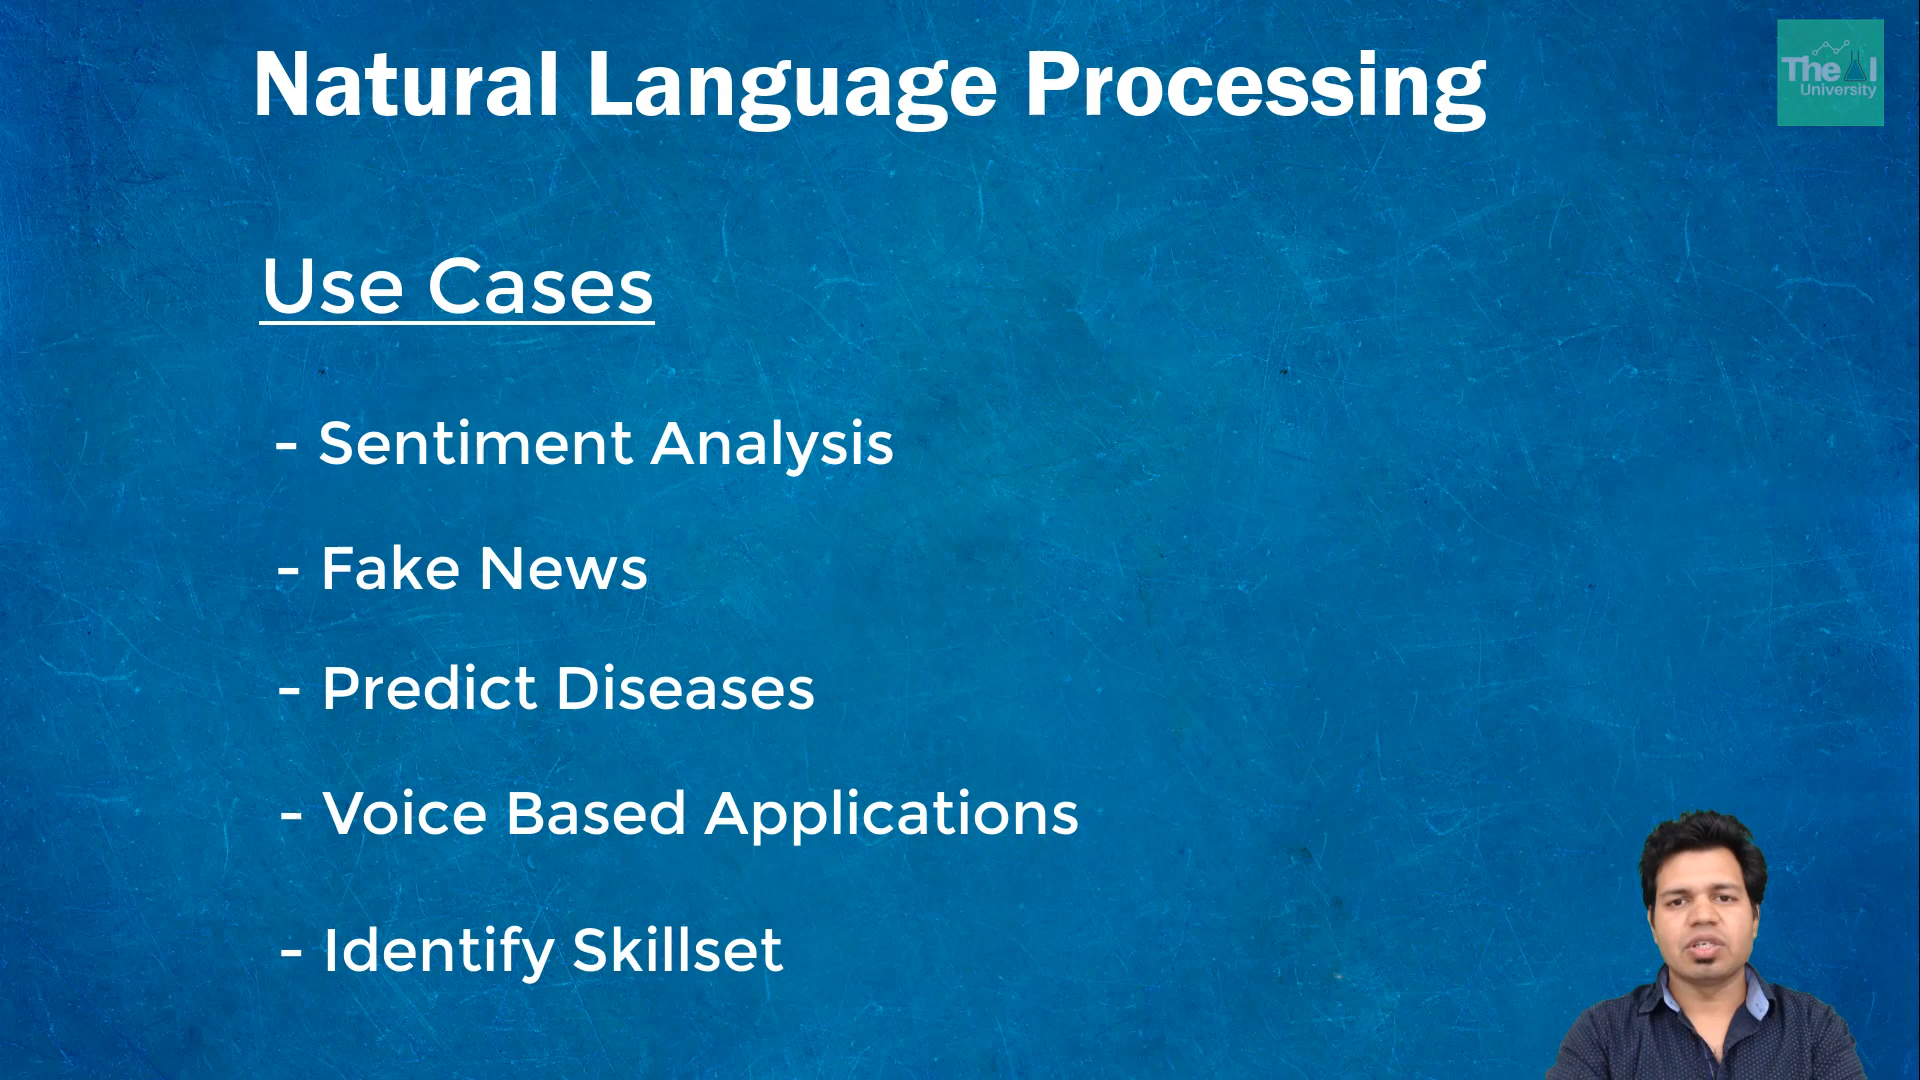 Natural Language Processing
The AI
University
Use Cases
- Sentiment Analysis
- Fake News
- Predict Diseases
- Voice Based Applications
- Identify Skillset